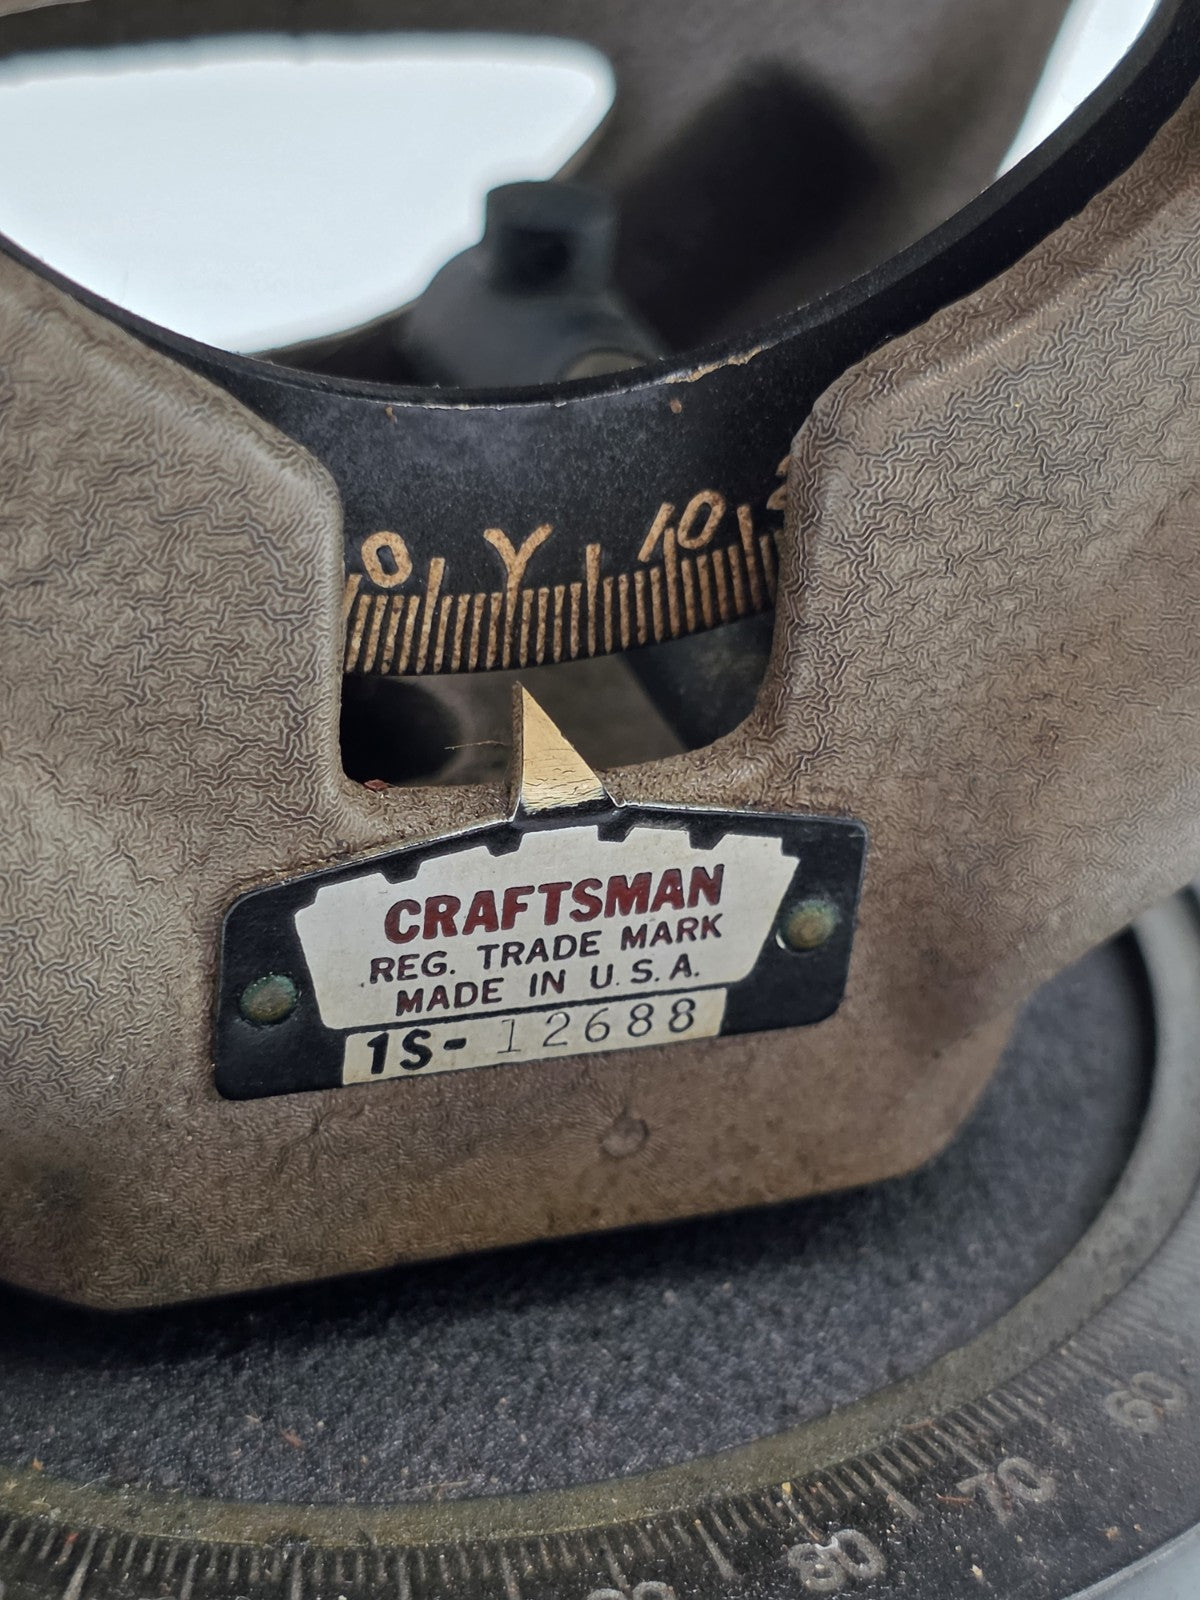 0 Y 10
CRAFTSMAN
REG. TRADE MARK
MADE IN U.S.A.
1S- 12688
60
70
80